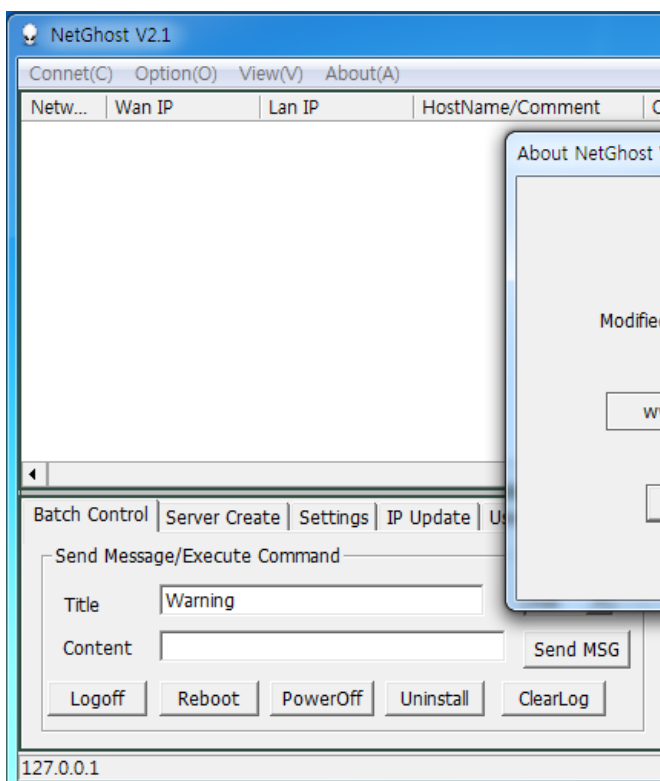 NetGhost V2.1
Connet(C) Option(O) View(V) About(A)
Netw... Wan IP Lan IP HostName/Comment
About NetGhost
Modified
Batch Control Server Create Settings IP Update
Send Message/Execute Command
Title Warning
Content Send MSG
Logoff Reboot PowerOff Uninstall ClearLog
127.0.0.1